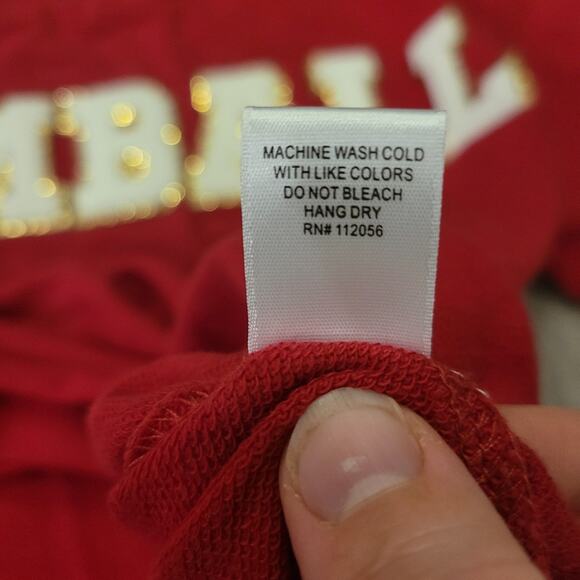 MACHINE WASH COLD
WITH LIKE COLORS
DO NOT BLEACH
HANG DRY
RN# 112056